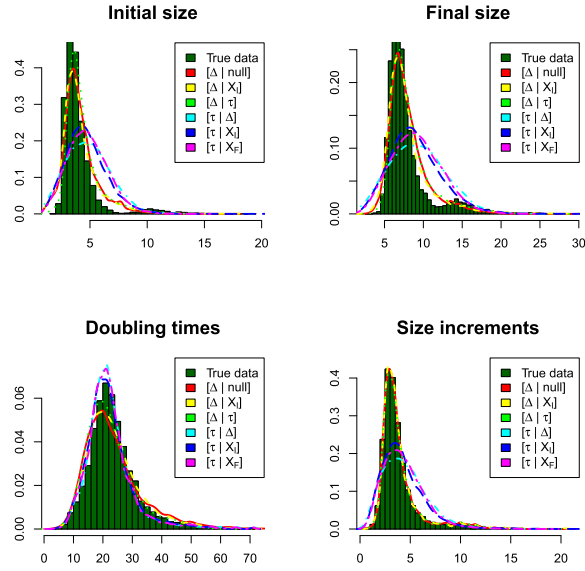 Initial size
0.0 0.1 0.2 0.3 0.4
5 10 15 20
True data
[Δ | null]
[Δ | X_I]
[Δ | τ]
[τ | Δ]
[τ | X_I]
[τ | X_F]
Final size
0.00 0.10 0.20
5 10 15 20 25 30
True data
[Δ | null]
[Δ | X_I]
[Δ | τ]
[τ | Δ]
[τ | X_I]
[τ | X_F]
Doubling times
0.00 0.02 0.04 0.06
0 10 20 30 40 50 60 70
True data
[Δ | null]
[Δ | X_I]
[Δ | τ]
[τ | Δ]
[τ | X_I]
[τ | X_F]
Size increments
0.0 0.1 0.2 0.3 0.4
0 5 10 15 20
True data
[Δ | null]
[Δ | X_I]
[Δ | τ]
[τ | Δ]
[τ | X_I]
[τ | X_F]